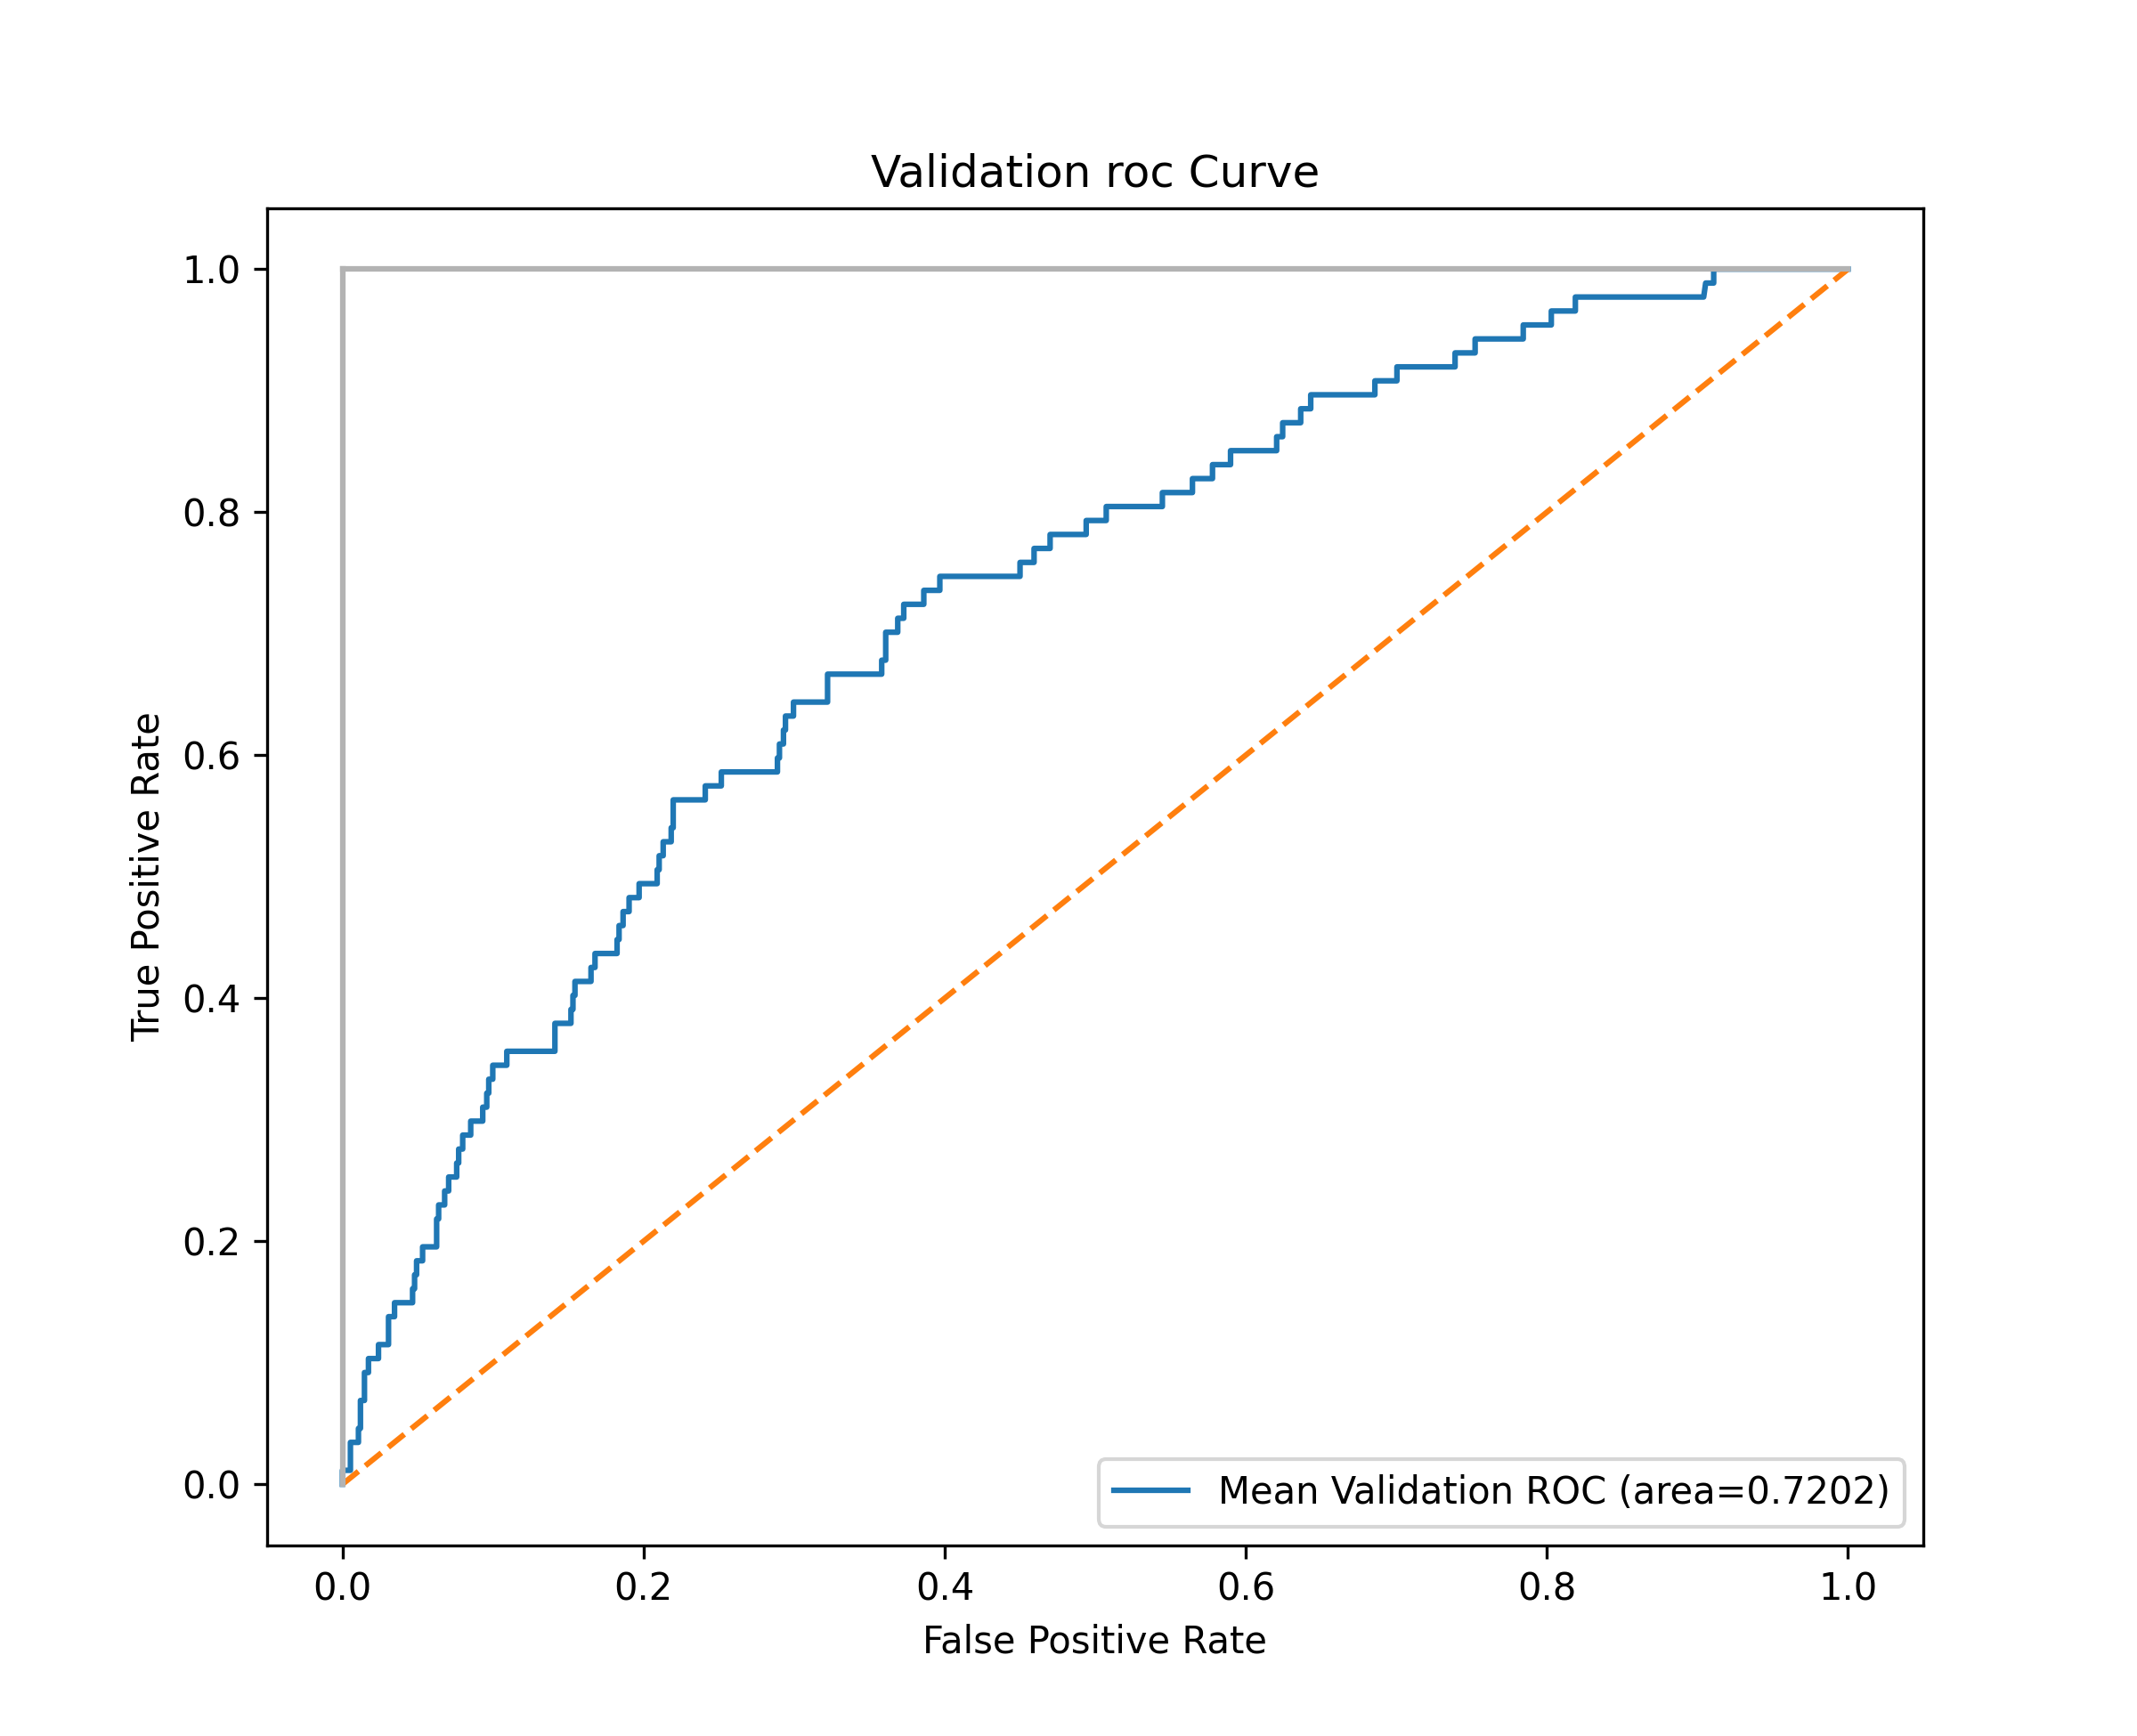 Validation roc Curve
True Positive Rate
1.0
0.8
0.6
0.4
0.2
0.0
Mean Validation ROC (area=0.7202)
0.0 0.2 0.4 0.6 0.8 1.0
False Positive Rate